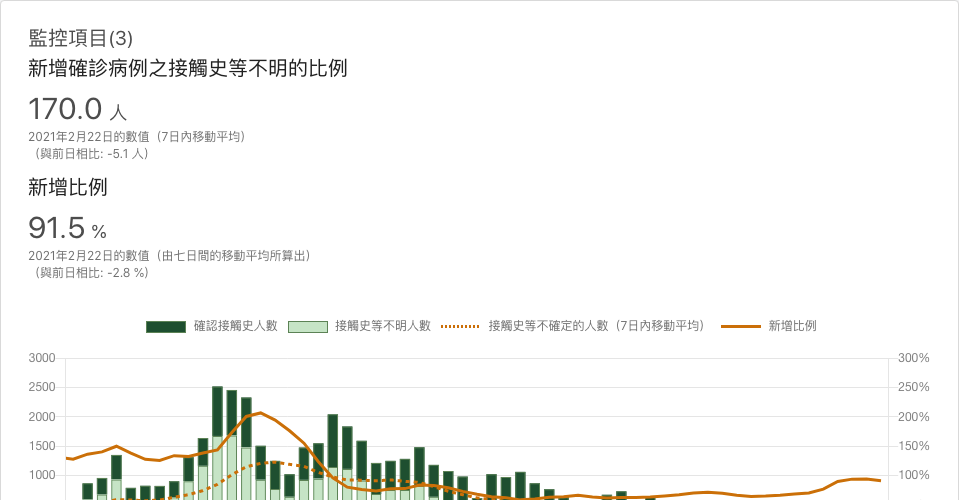 監控項目(3)
新增確診病例之接觸史等不明的比例
170.0 人
2021年2月22日的數值（7日內移動平均）
（與前日相比: -5.1 人）
新增比例
91.5 %
2021年2月22日的數值（由七日間的移動平均所算出）
（與前日相比: -2.8 %）
確認接觸史人數 接觸史等不明人數 接觸史等不確定的人數（7日內移動平均） 新增比例
3000 300%
2500 250%
2000 200%
1500 150%
1000 100%